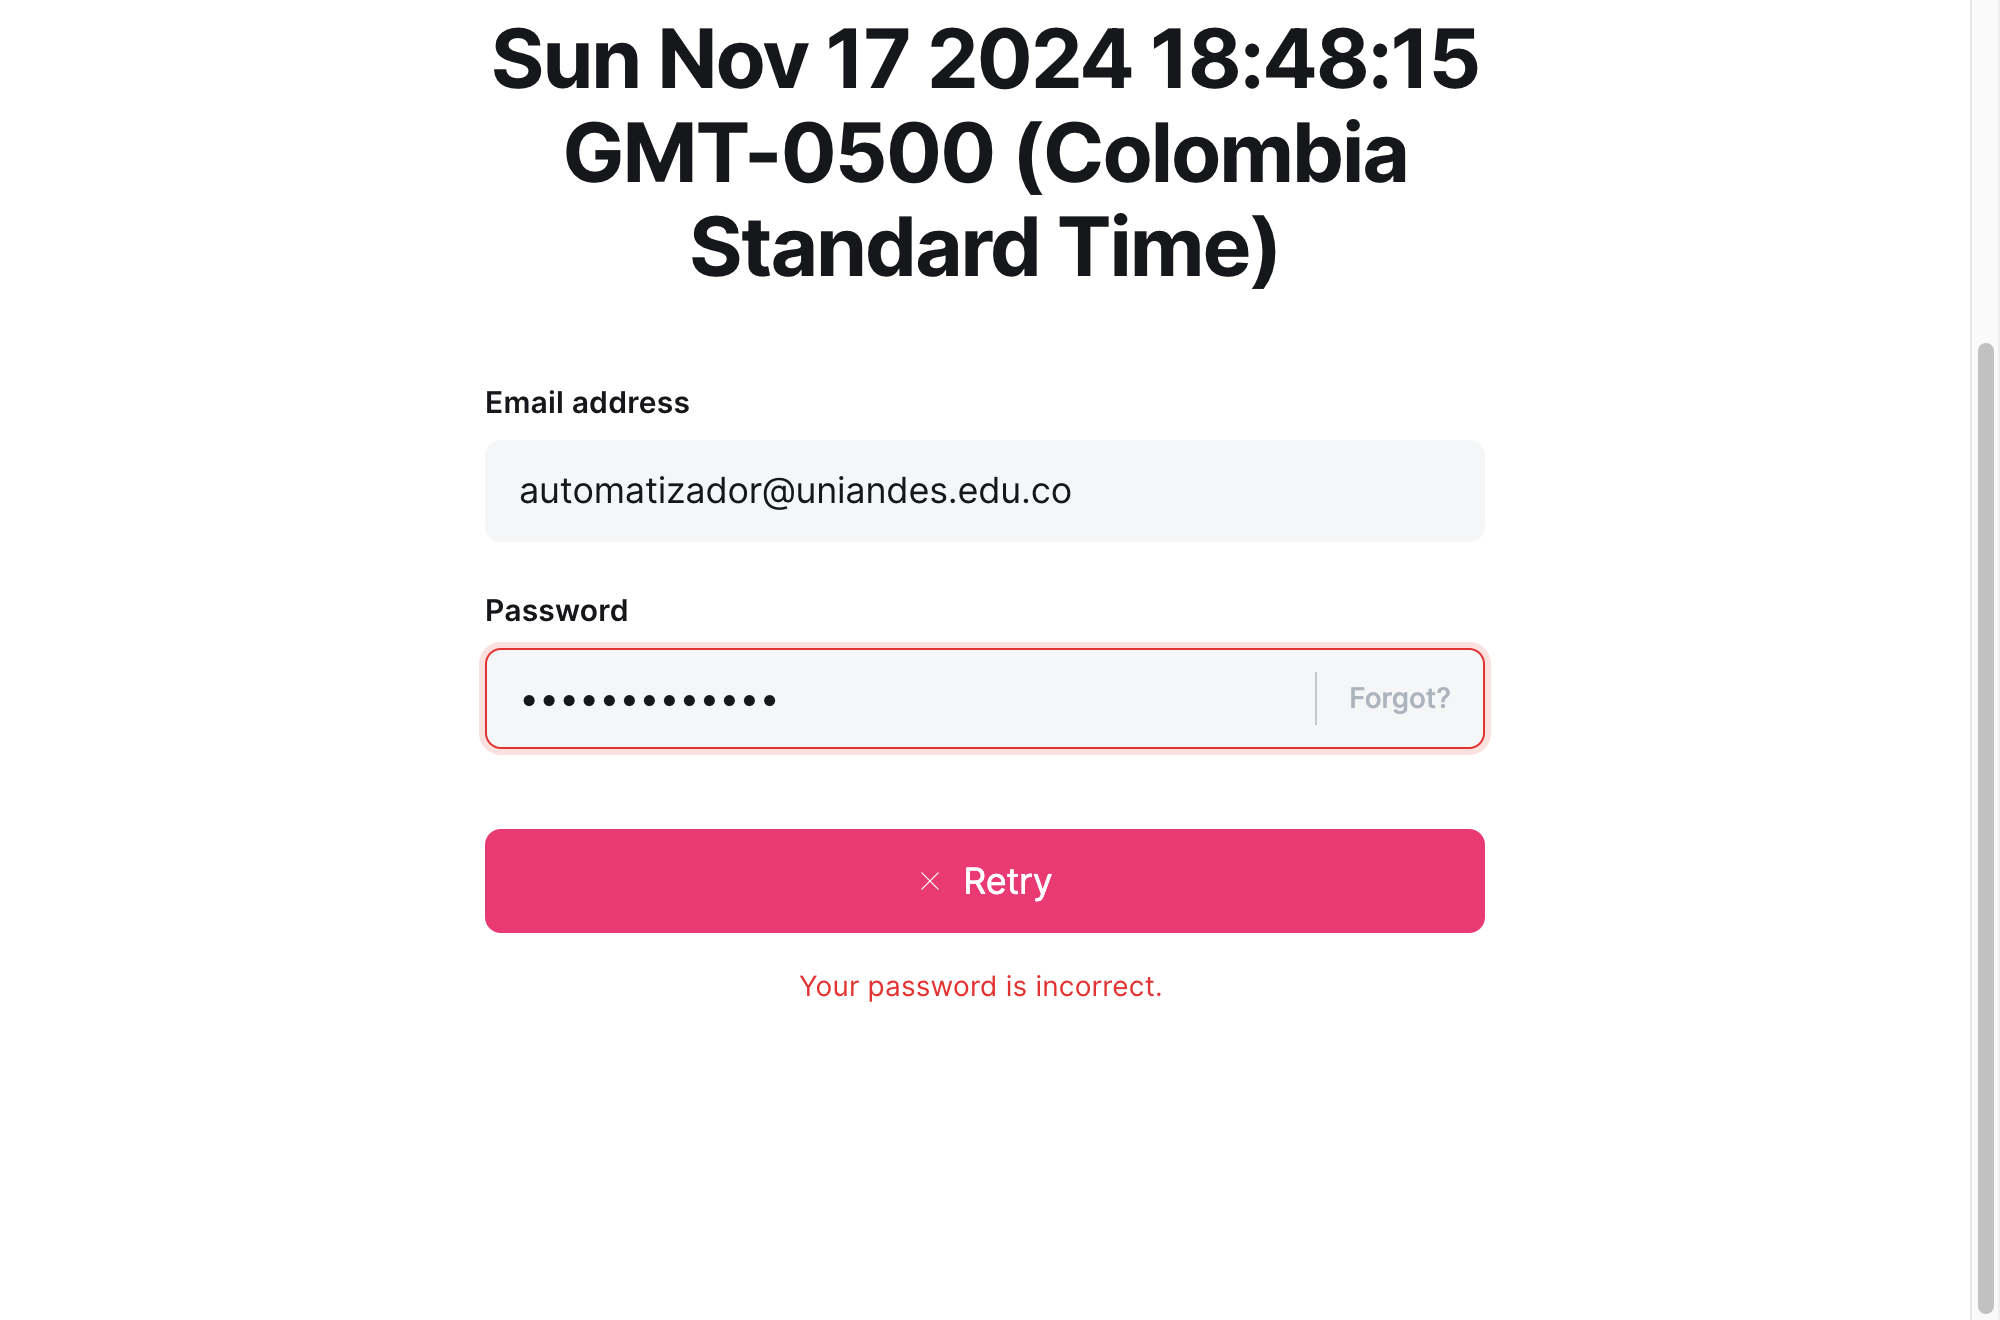 Sun Nov 17 2024 18:48:15
GMT-0500 (Colombia
Standard Time)
Email address
automatizador@uniandes.edu.co
Password
•••••••••••••
Forgot?
Retry
Your password is incorrect.